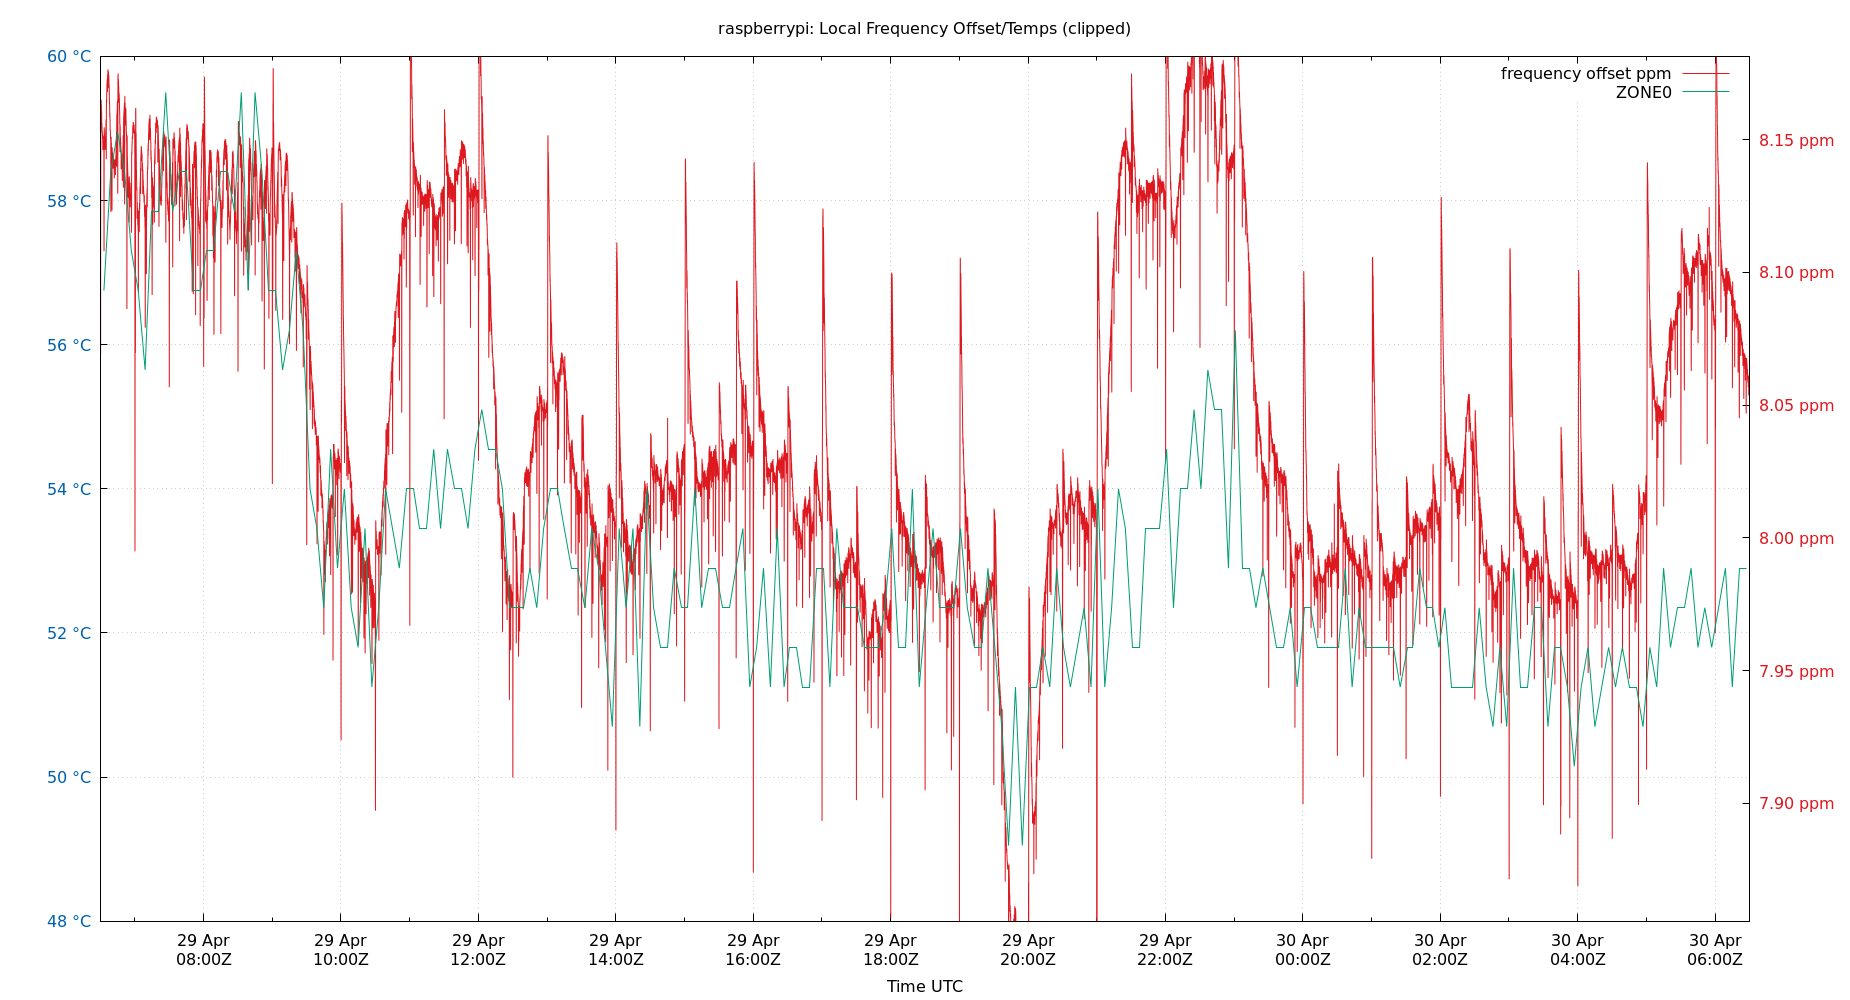 raspberrypi: Local Frequency Offset/Temps (clipped)
60 °C
58 °C
56 °C
54 °C
52 °C
50 °C
48 °C
frequency offset ppm
ZONE0
8.15 ppm
8.10 ppm
8.05 ppm
8.00 ppm
7.95 ppm
7.90 ppm
29 Apr 29 Apr 29 Apr 29 Apr 29 Apr 29 Apr 29 Apr 29 Apr 30 Apr 30 Apr 30 Apr 30 Apr
08:00Z 10:00Z 12:00Z 14:00Z 16:00Z 18:00Z 20:00Z 22:00Z 00:00Z 02:00Z 04:00Z 06:00Z
Time UTC